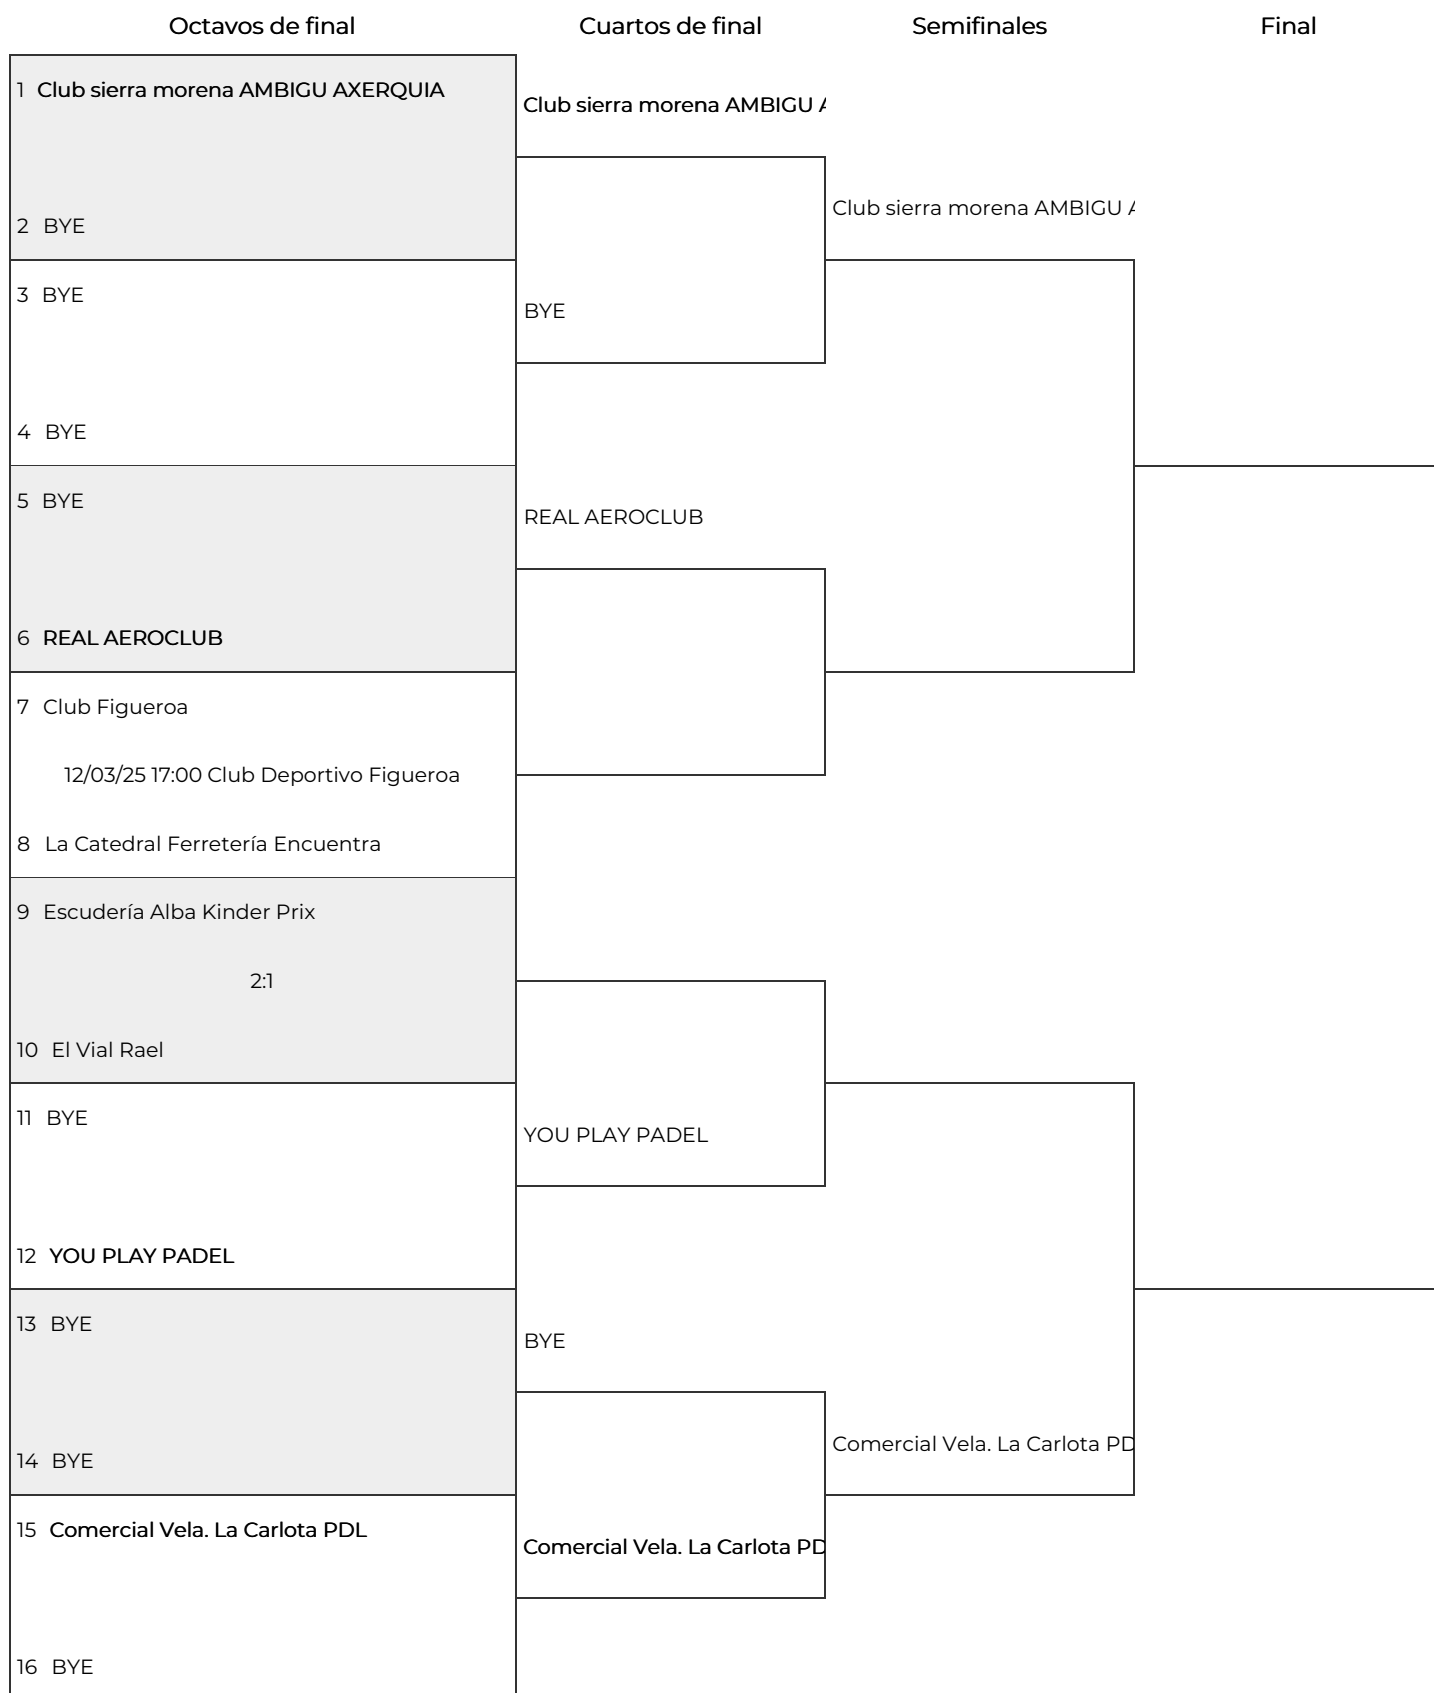 Octavos de final
Cuartos de final
Semifinales
Final
1 Club sierra morena AMBIGU AXERQUIA
2 BYE
3 BYE
4 BYE
5 BYE
6 REAL AEROCLUB
7 Club Figueroa
12/03/25 17:00 Club Deportivo Figueroa
8 La Catedral Ferretería Encuentra
9 Escudería Alba Kinder Prix
2:1
10 El Vial Rael
11 BYE
12 YOU PLAY PADEL
13 BYE
14 BYE
15 Comercial Vela. La Carlota PDL
16 BYE
Club sierra morena AMBIGU
BYE
REAL AEROCLUB
YOU PLAY PADEL
BYE
Comercial Vela. La Carlota PD
Club sierra morena AMBIGU
Comercial Vela. La Carlota PD